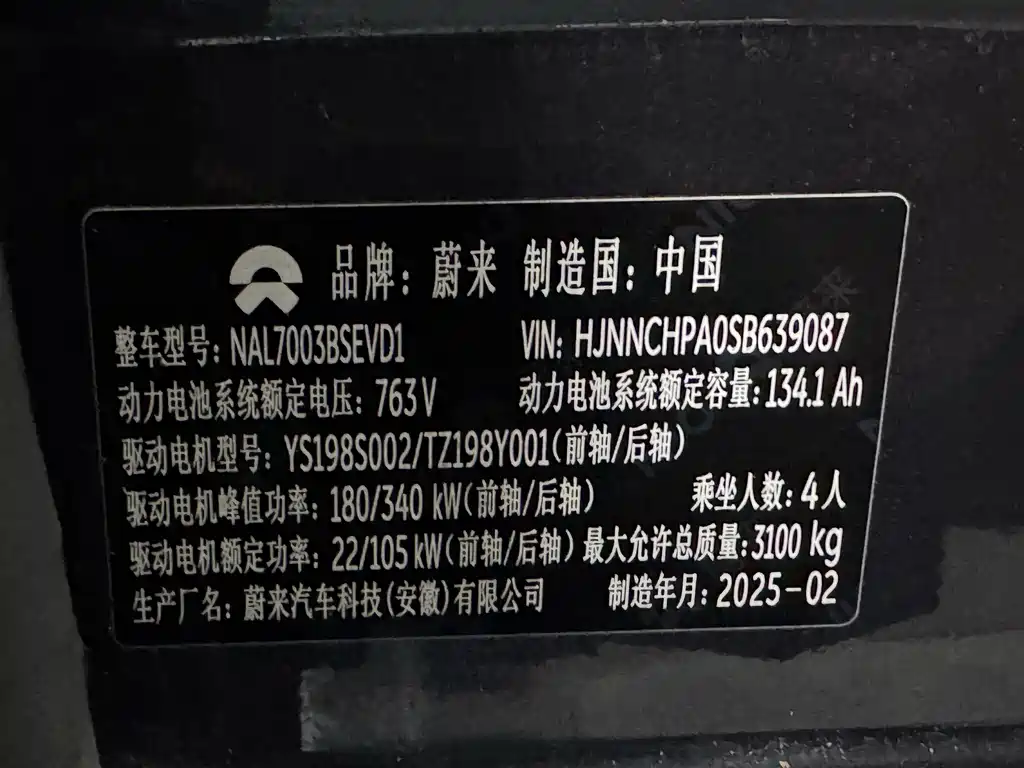 品牌：蔚来 制造国：中国
整车型号：NAL7003BSEVD1 VIN: HJNNCHPA0SB639087
动力电池系统额定电压：763V 动力电池系统额定容量：134.1 Ah
驱动电机型号：YS198S002/TZ198Y001（前轴/后轴）
驱动电机峰值功率：180/340 kW（前轴/后轴） 乘坐人数：4人
驱动电机额定功率：22/105 kW（前轴/后轴） 最大允许总质量：3100 kg
生产厂名：蔚来汽车科技（安徽）有限公司 制造年月：2025-02